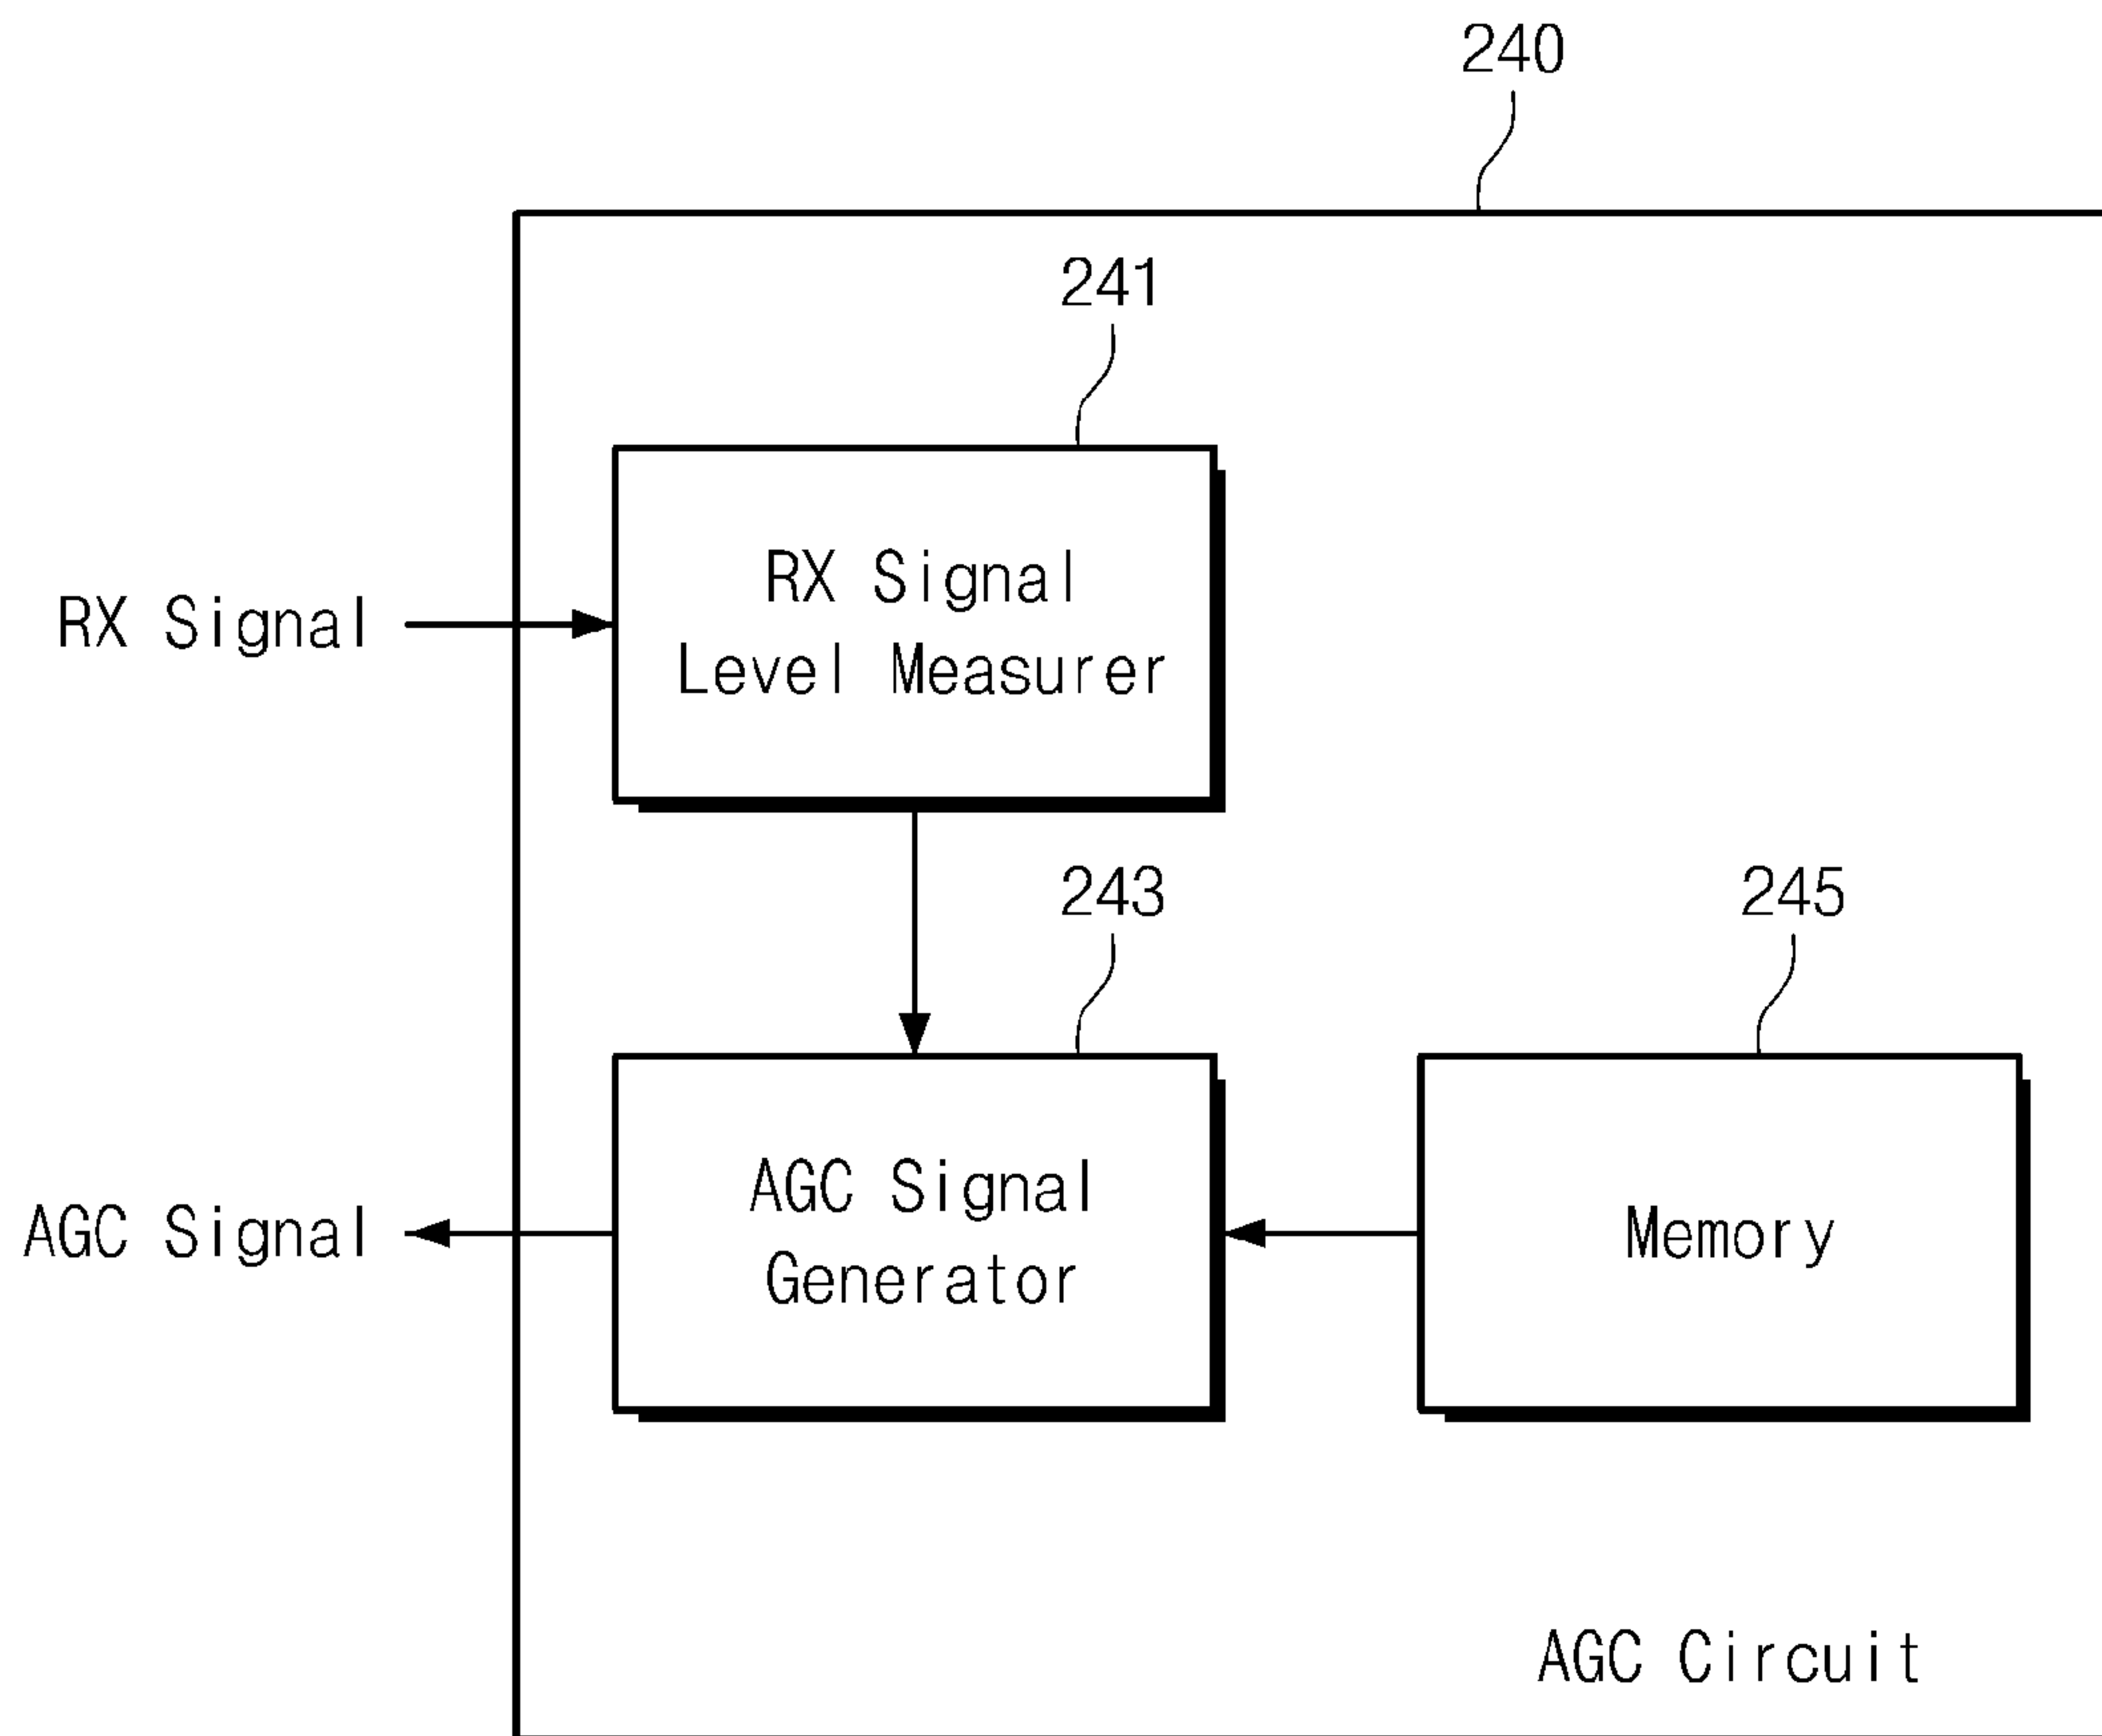 240
241
RX Signal
RX Signal
Level Measurer
243
245
AGC Signal
AGC Signal
Generator
Memory
AGC Circuit